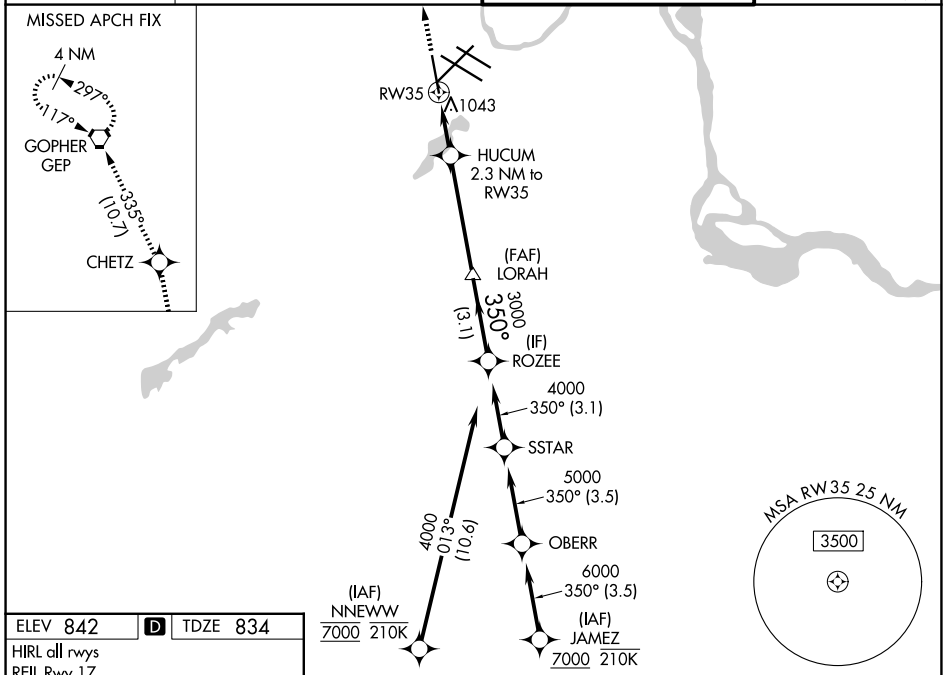 MISSED APCH FIX
4 NM
297°
117°
GOPHER
GEP
335°
(10.7)
CHETZ
RW35
1043
HUCUM
2.3 NM to
RW35
(FAF)
LORAH
3000
350°
(3.1)
(IF)
ROZEE
4000
350° (3.1)
SSTAR
5000
350° (3.5)
OBERR
6000
350° (3.5)
(IAF)
JAMEZ
7000 210K
4000
013°
(10.6)
(IAF)
NNEWW
7000 210K
MSA RW35 25 NM
3500
ELEV 842 D TDZE 834
HIRL all rwys
REIL Rwy 17